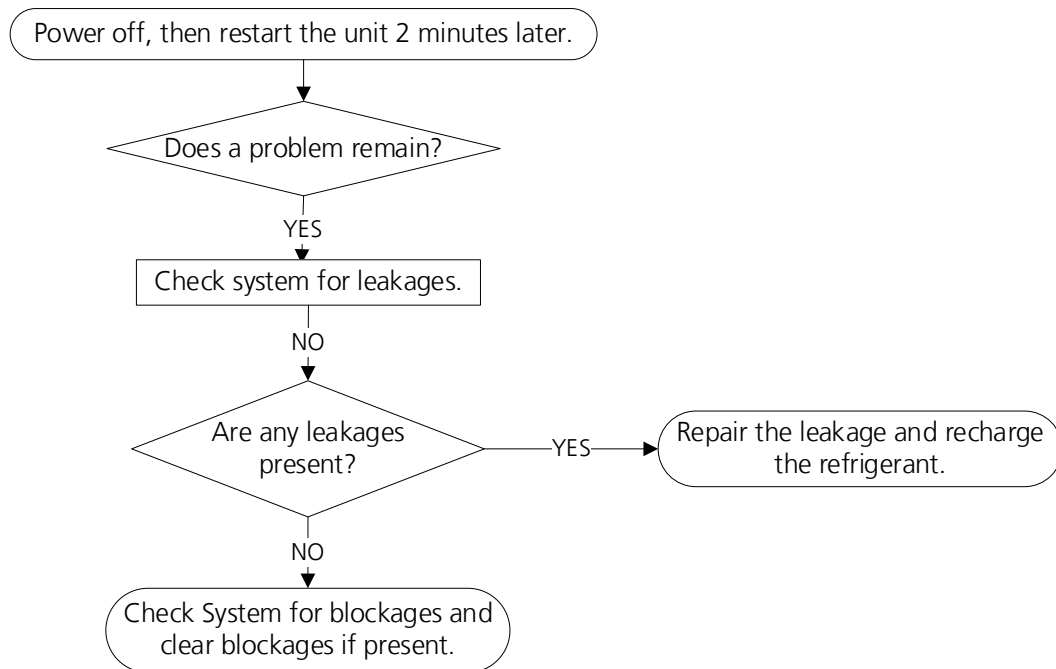 Power off, then restart the unit 2 minutes later.
Does a problem remain?
YES
Check system for leakages.
NO
Are any leakages
present?
YES
Repair the leakage and recharge
the refrigerant.
NO
Check System for blockages and
clear blockages if present.